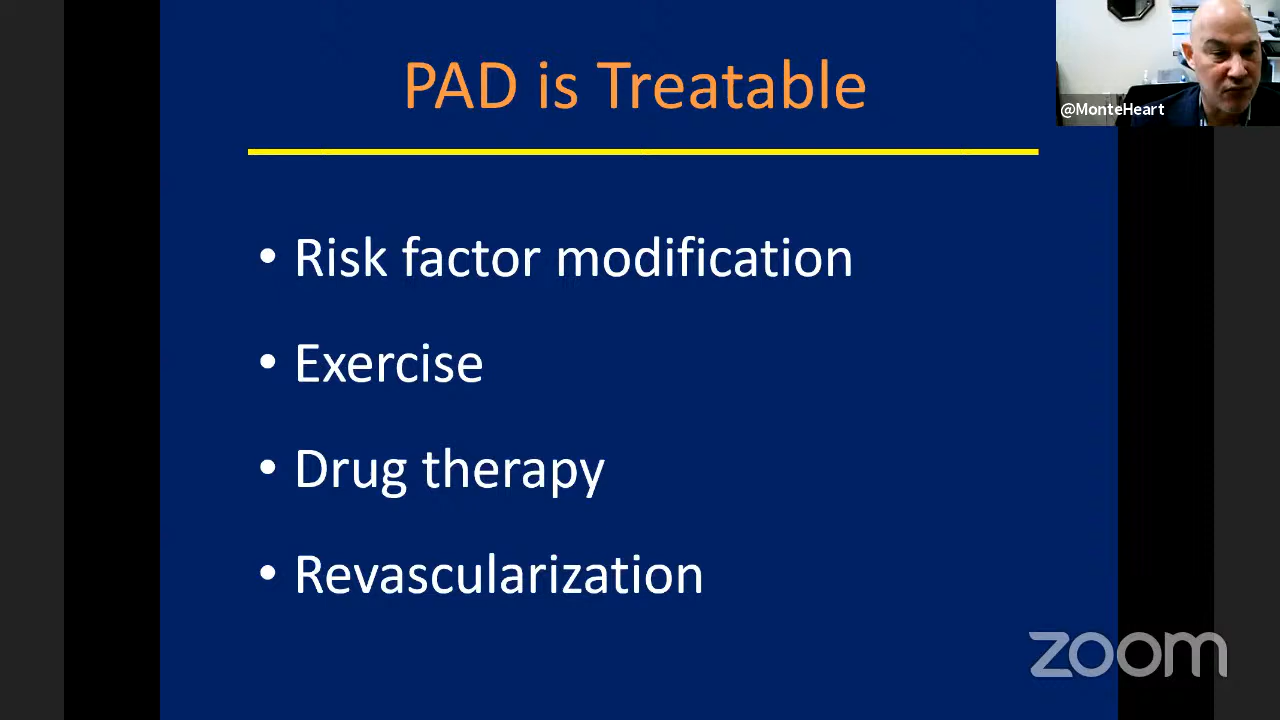 PAD is Treatable
@MonteHeart
• Risk factor modification
• Exercise
• Drug therapy
• Revascularization
zoom